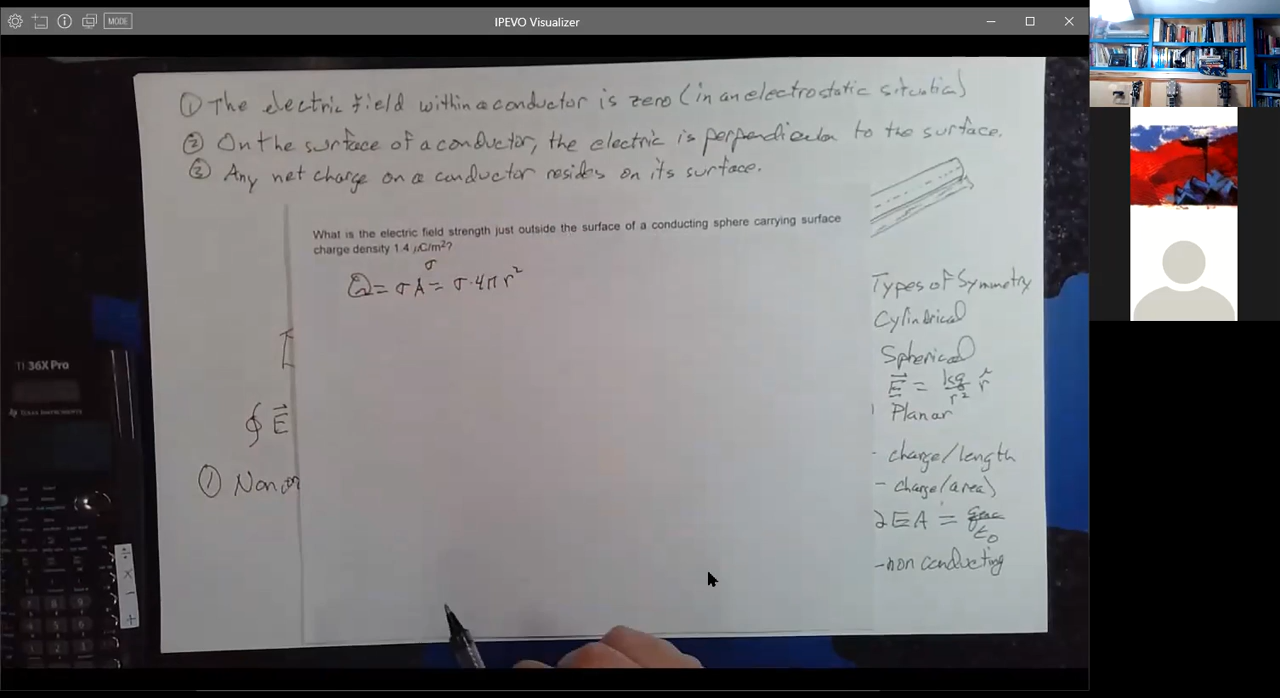 IPEVO Visualizer
MODE
① The electric field within a conductor is zero (in an electrostatic situation)
② On the surface of a conductor, the electric is perpendicular to the surface.
③ Any net charge on a conductor resides on its surface.
What is the electric field strength just outside the surface of a conducting sphere carrying surface
charge density 1.4 μC/m²?
σ
Q = σA = σ·4πr²
∮ E⃗
① Non
Types of Symmetry
Cylindrical
Spherical
E⃗ = kq/r² r̂
Planar
- charge/length
- charge/area)
2EA = qenc/ε0
- non conducting
TI 36X Pro
TEXAS INSTRUMENTS